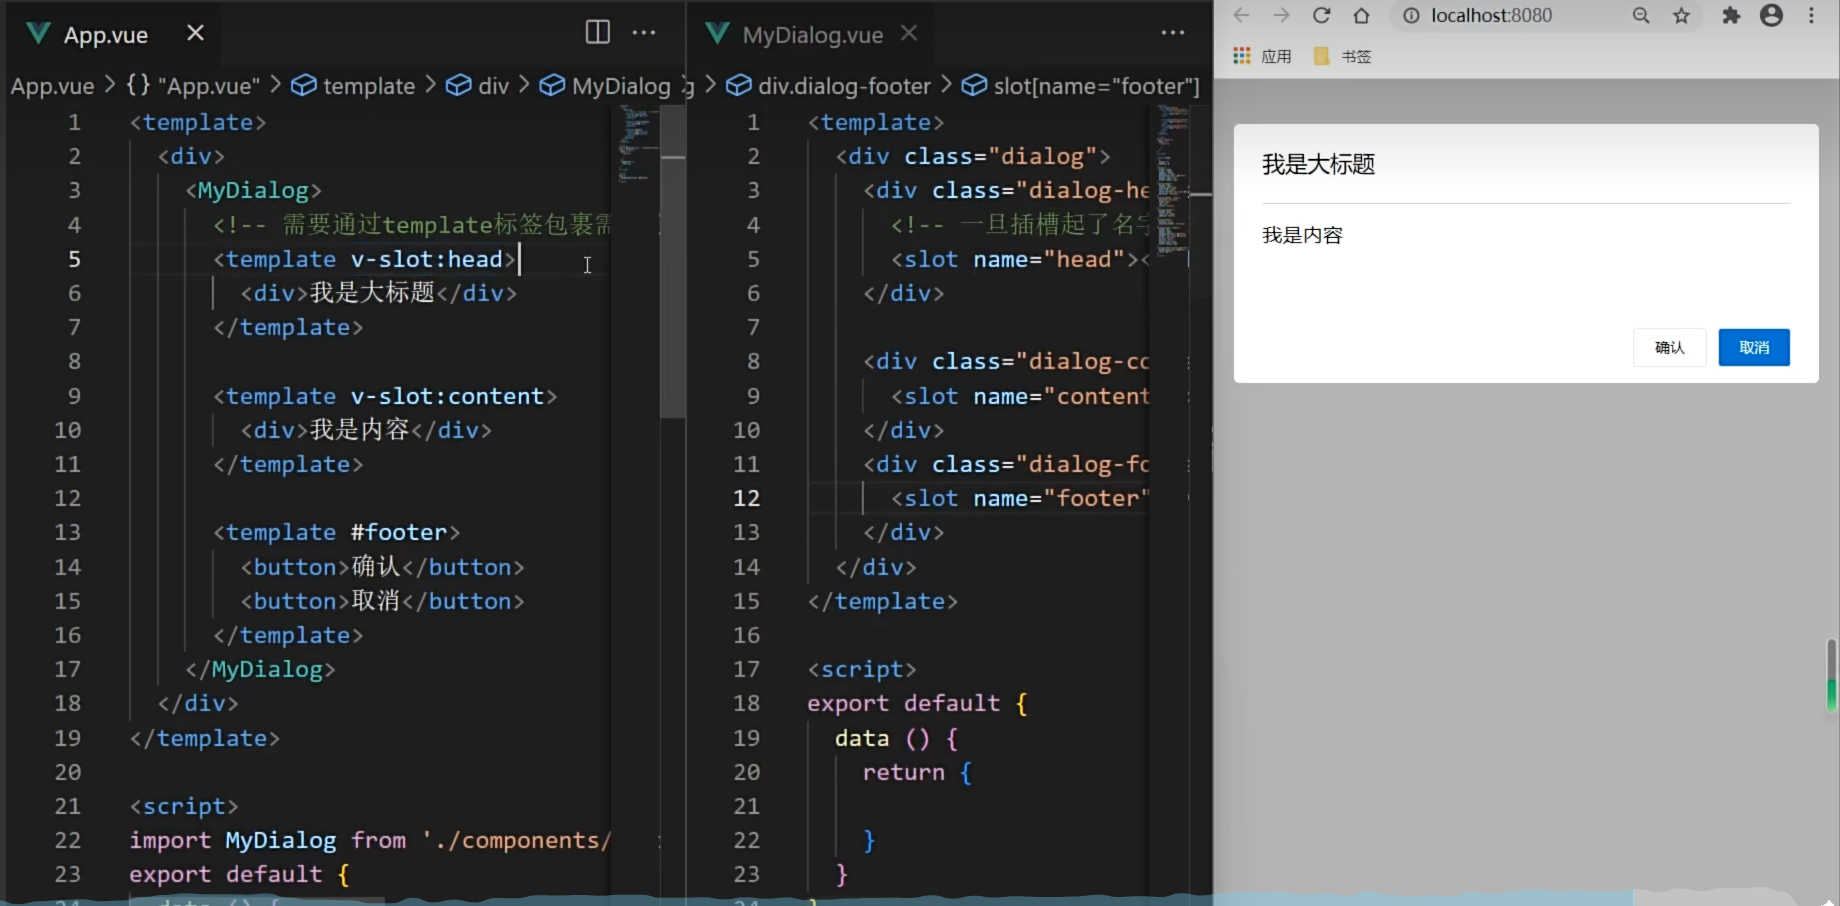 App.vue
App.vue > {} "App.vue" > template > div > MyDialog
1 <template>
2 <div>
3 <MyDialog>
4 <!-- 需要通过template标签包裹需
5 <template v-slot:head>
6 <div>我是大标题</div>
7 </template>
8
9 <template v-slot:content>
10 <div>我是内容</div>
11 </template>
12
13 <template #footer>
14 <button>确认</button>
15 <button>取消</button>
16 </template>
17 </MyDialog>
18 </div>
19 </template>
20
21 <script>
22 import MyDialog from './components/
23 export default {
MyDialog.vue
> div.dialog-footer > slot[name="footer"]
1 <template>
2 <div class="dialog">
3 <div class="dialog-he
4 <!-- 一旦插槽起了名字
5 <slot name="head"><
6 </div>
7
8 <div class="dialog-co
9 <slot name="content
10 </div>
11 <div class="dialog-fo
12 <slot name="footer"
13 </div>
14 </div>
15 </template>
16
17 <script>
18 export default {
19 data () {
20 return {
21
22 }
23 }
localhost:8080
应用 书签
我是大标题
我是内容
确认 取消